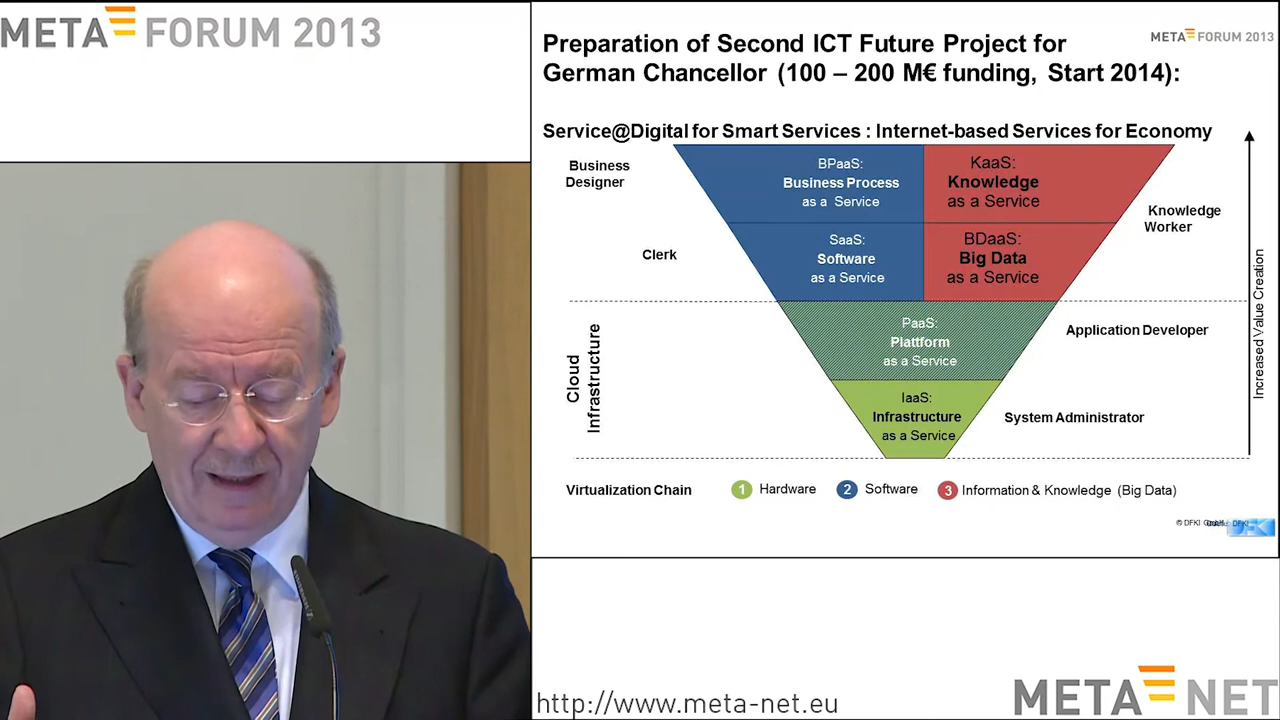 META FORUM 2013
META FORUM 2013
Preparation of Second ICT Future Project for
German Chancellor (100 – 200 M€ funding, Start 2014):
Service@Digital for Smart Services : Internet-based Services for Economy
Business
Designer
BPaaS:
Business Process
as a Service
KaaS:
Knowledge
as a Service
Knowledge
Worker
Clerk
SaaS:
Software
as a Service
BDaaS:
Big Data
as a Service
Increased Value Creation
Cloud
Infrastructure
PaaS:
Plattform
as a Service
Application Developer
IaaS:
Infrastructure
as a Service
System Administrator
Virtualization Chain
1 Hardware
2 Software
3 Information & Knowledge (Big Data)
© DFKI
http://www.meta-net.eu
META NET